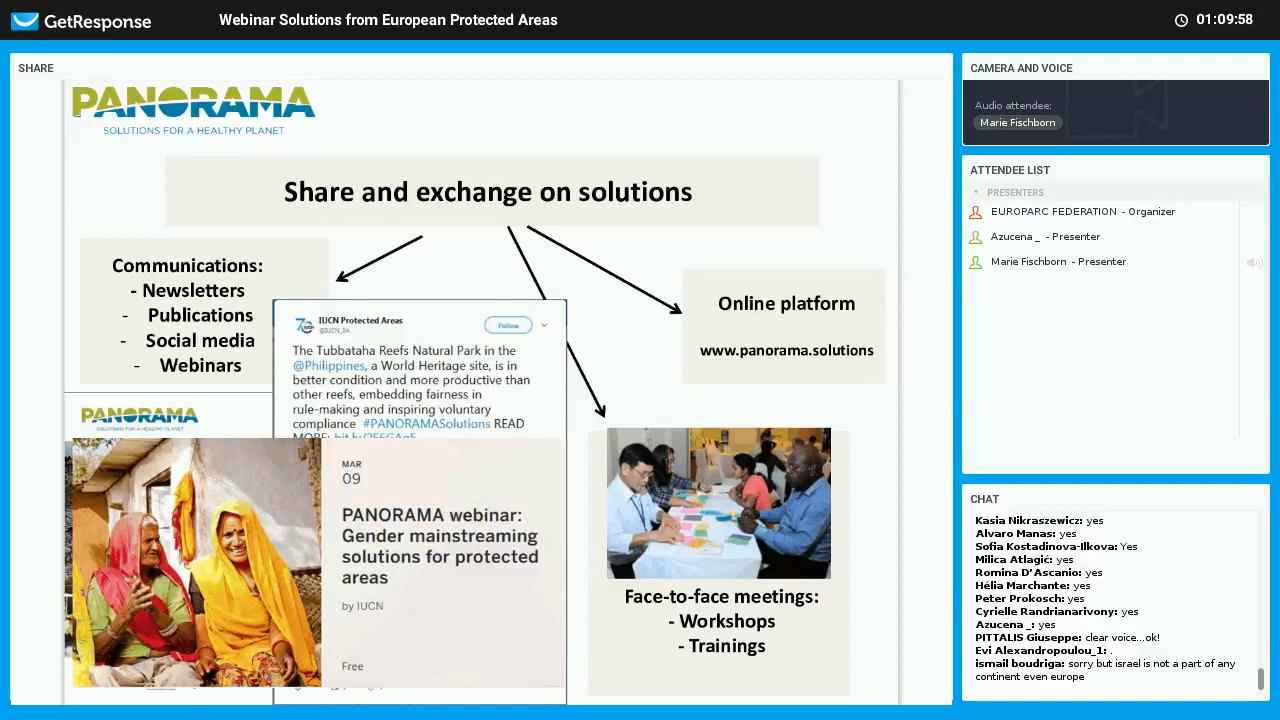 GetResponse
Webinar Solutions from European Protected Areas
01:09:58
SHARE
PANORAMA
SOLUTIONS FOR A HEALTHY PLANET
Share and exchange on solutions
Communications:
- Newsletters
- Publications
- Social media
- Webinars
IUCN Protected Areas
@IUCN_PA
Follow
The Tubbataha Reefs Natural Park in the
@Philippines, a World Heritage site, is in
better condition and more productive than
other reefs, embedding fairness in
rule-making and inspiring voluntary
compliance #PANORAMASolutions READ
PANORAMA
SOLUTIONS FOR A HEALTHY PLANET
MAR
09
PANORAMA webinar:
Gender mainstreaming
solutions for protected
areas
by IUCN
Free
Online platform
www.panorama.solutions
Face-to-face meetings:
- Workshops
- Trainings
CAMERA AND VOICE
Audio attendee:
Marie Fischborn
ATTENDEE LIST
PRESENTERS
EUROPARC FEDERATION - Organizer
Azucena _ - Presenter
Marie Fischborn - Presenter
CHAT
Kasia Nikraszewicz: yes
Alvaro Manas: yes
Sofia Kostadinova-Ilkova: Yes
Milica Atlagić: yes
Romina D'Ascanio: yes
Hélia Marchante: yes
Peter Prokosch: yes
Cyrielle Randrianarivony: yes
Azucena _: yes
PITTALIS Giuseppe: clear voice...ok!
Evi Alexandropoulou_1: .
ismail boudriga: sorry but israel is not a part of any
continent even europe